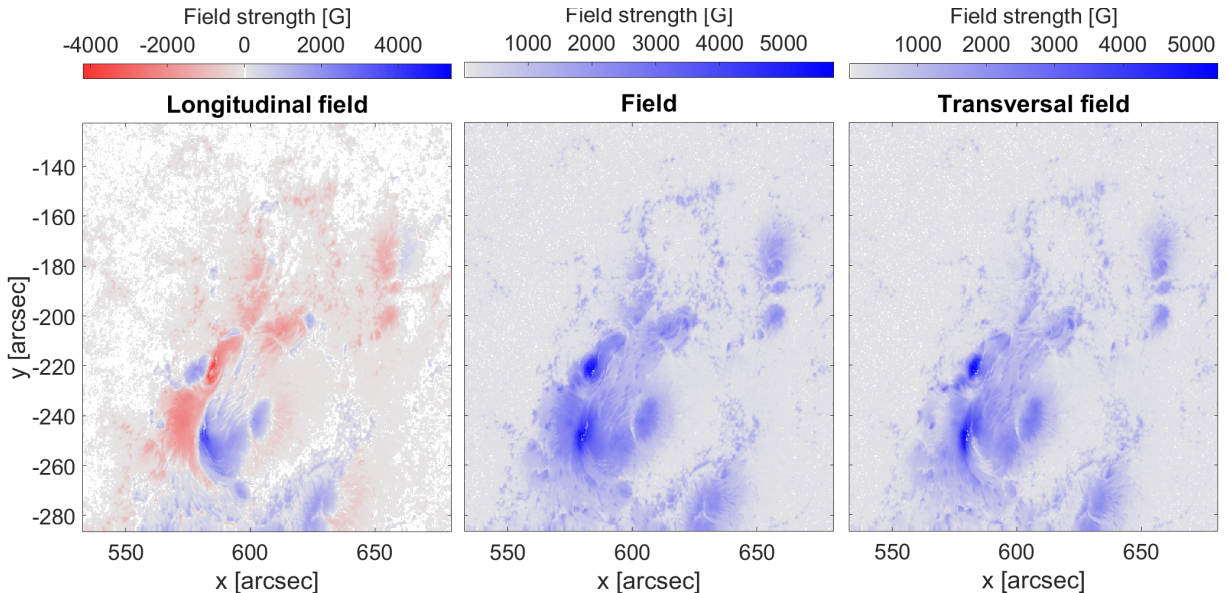 Field strength [G] Field strength [G] Field strength [G]
-4000 -2000 0 2000 4000 1000 2000 3000 4000 5000 1000 2000 3000 4000 5000
Longitudinal field Field Transversal field
-140
-160
-180
-200
-220
-240
-260
-280
y [arcsec]
550 600 650 550 600 650 550 600 650
x [arcsec] x [arcsec] x [arcsec]